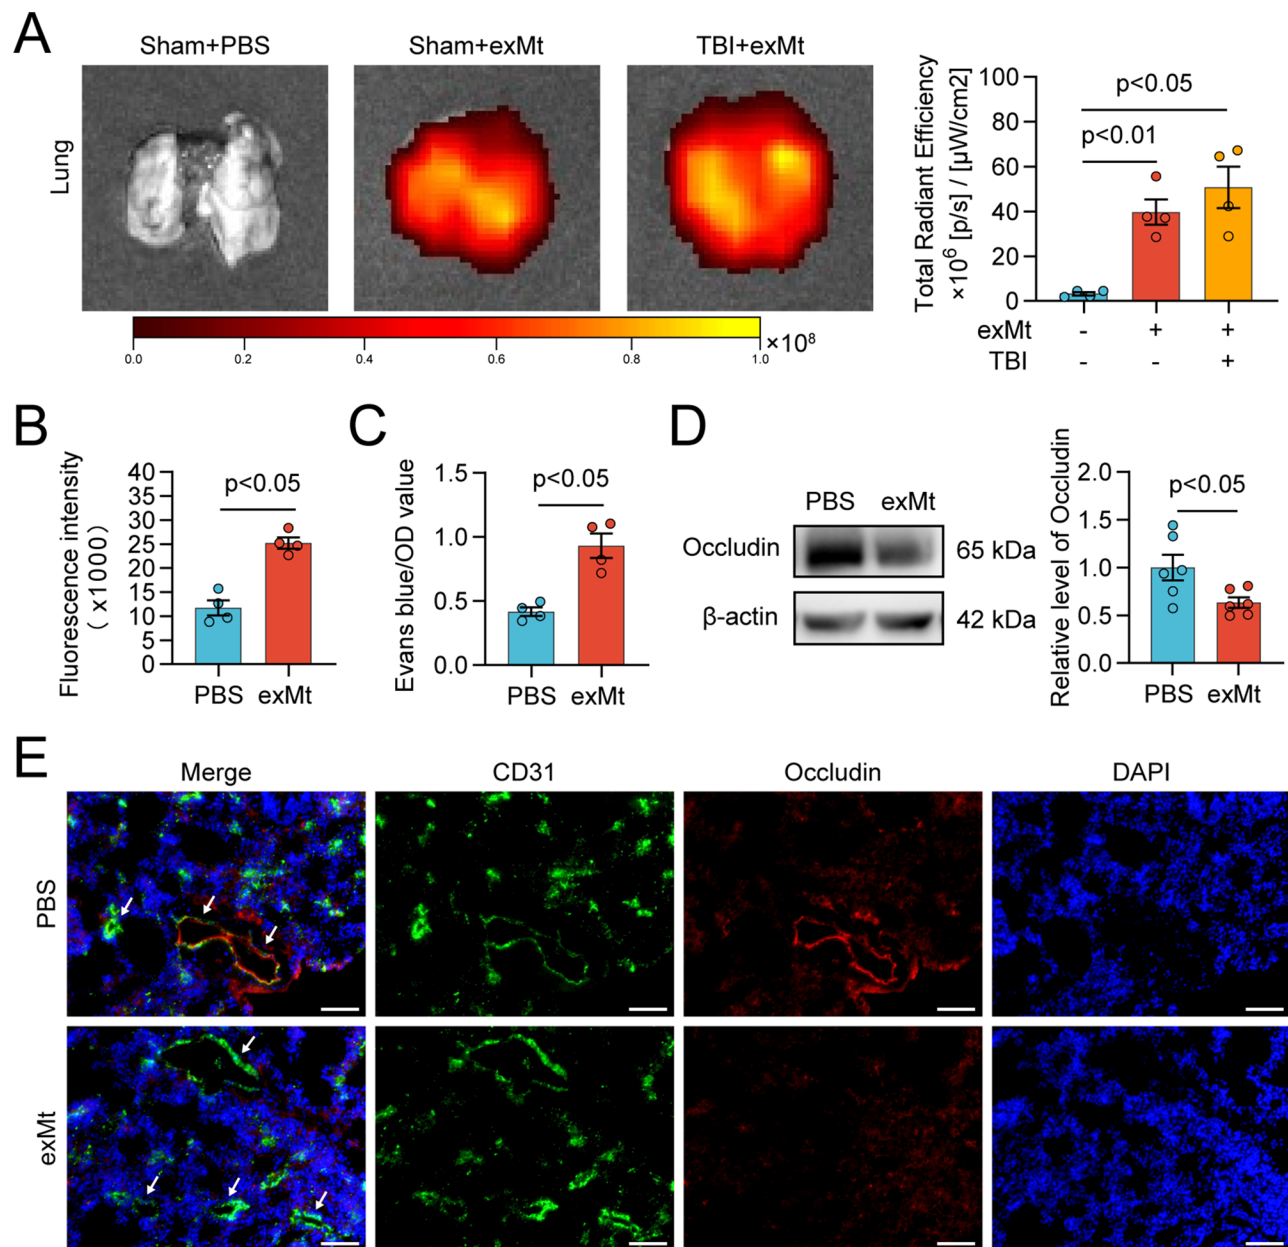 A
Sham+PBS
Sham+exMt
TBI+exMt
Lung
0.0
0.2
0.4
0.6
0.8
1.0
×10⁸
Total Radiant Efficiency
×10⁶ [p/s] / [µW/cm2]
100
80
60
40
20
0
p<0.05
p<0.01
exMt - + +
TBI - - +
B
Fluorescence intensity
( x1000)
40
35
30
25
20
15
10
5
0
p<0.05
PBS exMt
C
Evans blue/OD value
1.5
1.0
0.5
0.0
p<0.05
PBS exMt
D
PBS exMt
Occludin 65 kDa
β-actin 42 kDa
Relative level of Occludin
2.0
1.5
1.0
0.5
0.0
p<0.05
PBS exMt
E
Merge
CD31
Occludin
DAPI
PBS
exMt